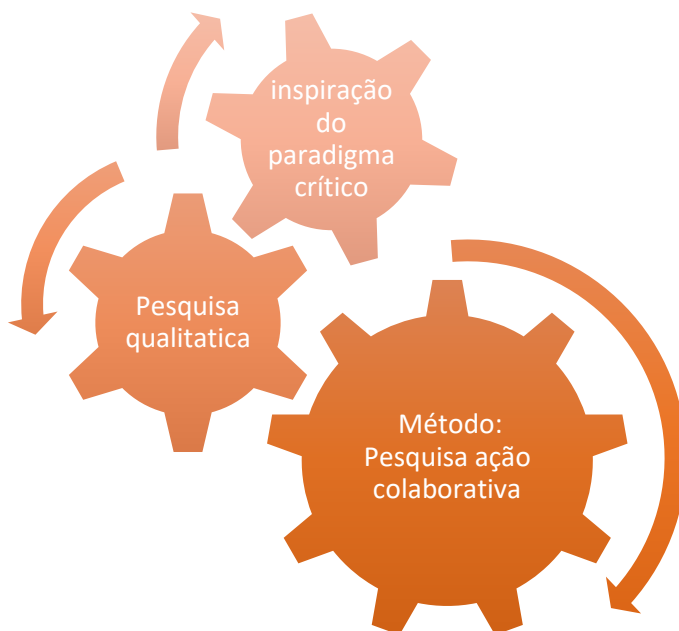 inspiração
do
paradigma
crítico
Pesquisa
qualitatica
Método:
Pesquisa ação
colaborativa